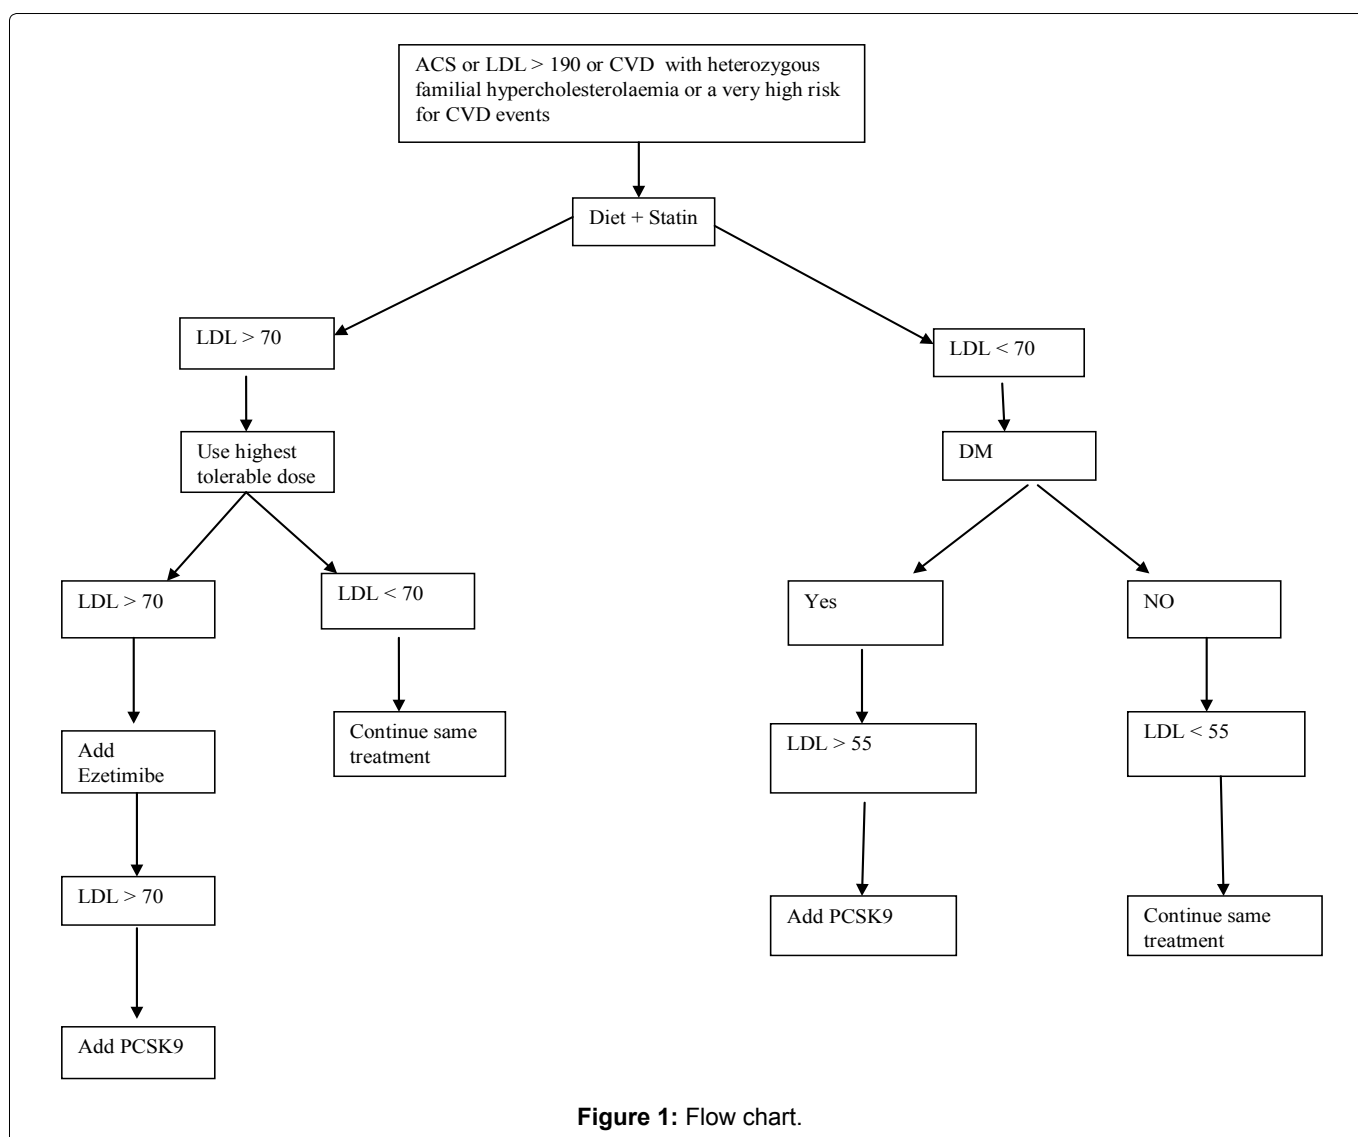 ACS or LDL > 190 or CVD with heterozygous
familial hypercholesterolaemia or a very high risk
for CVD events
Diet + Statin
LDL > 70
LDL < 70
Use highest
tolerable dose
DM
LDL > 70
LDL < 70
Yes
NO
Add
Ezetimibe
Continue same
treatment
LDL > 55
LDL < 55
LDL > 70
Add PCSK9
Continue same
treatment
Add PCSK9
Figure 1: Flow chart.